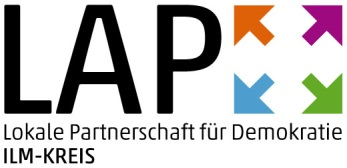 LAP
Lokale Partnerschaft für Demokratie
ILM-KREIS